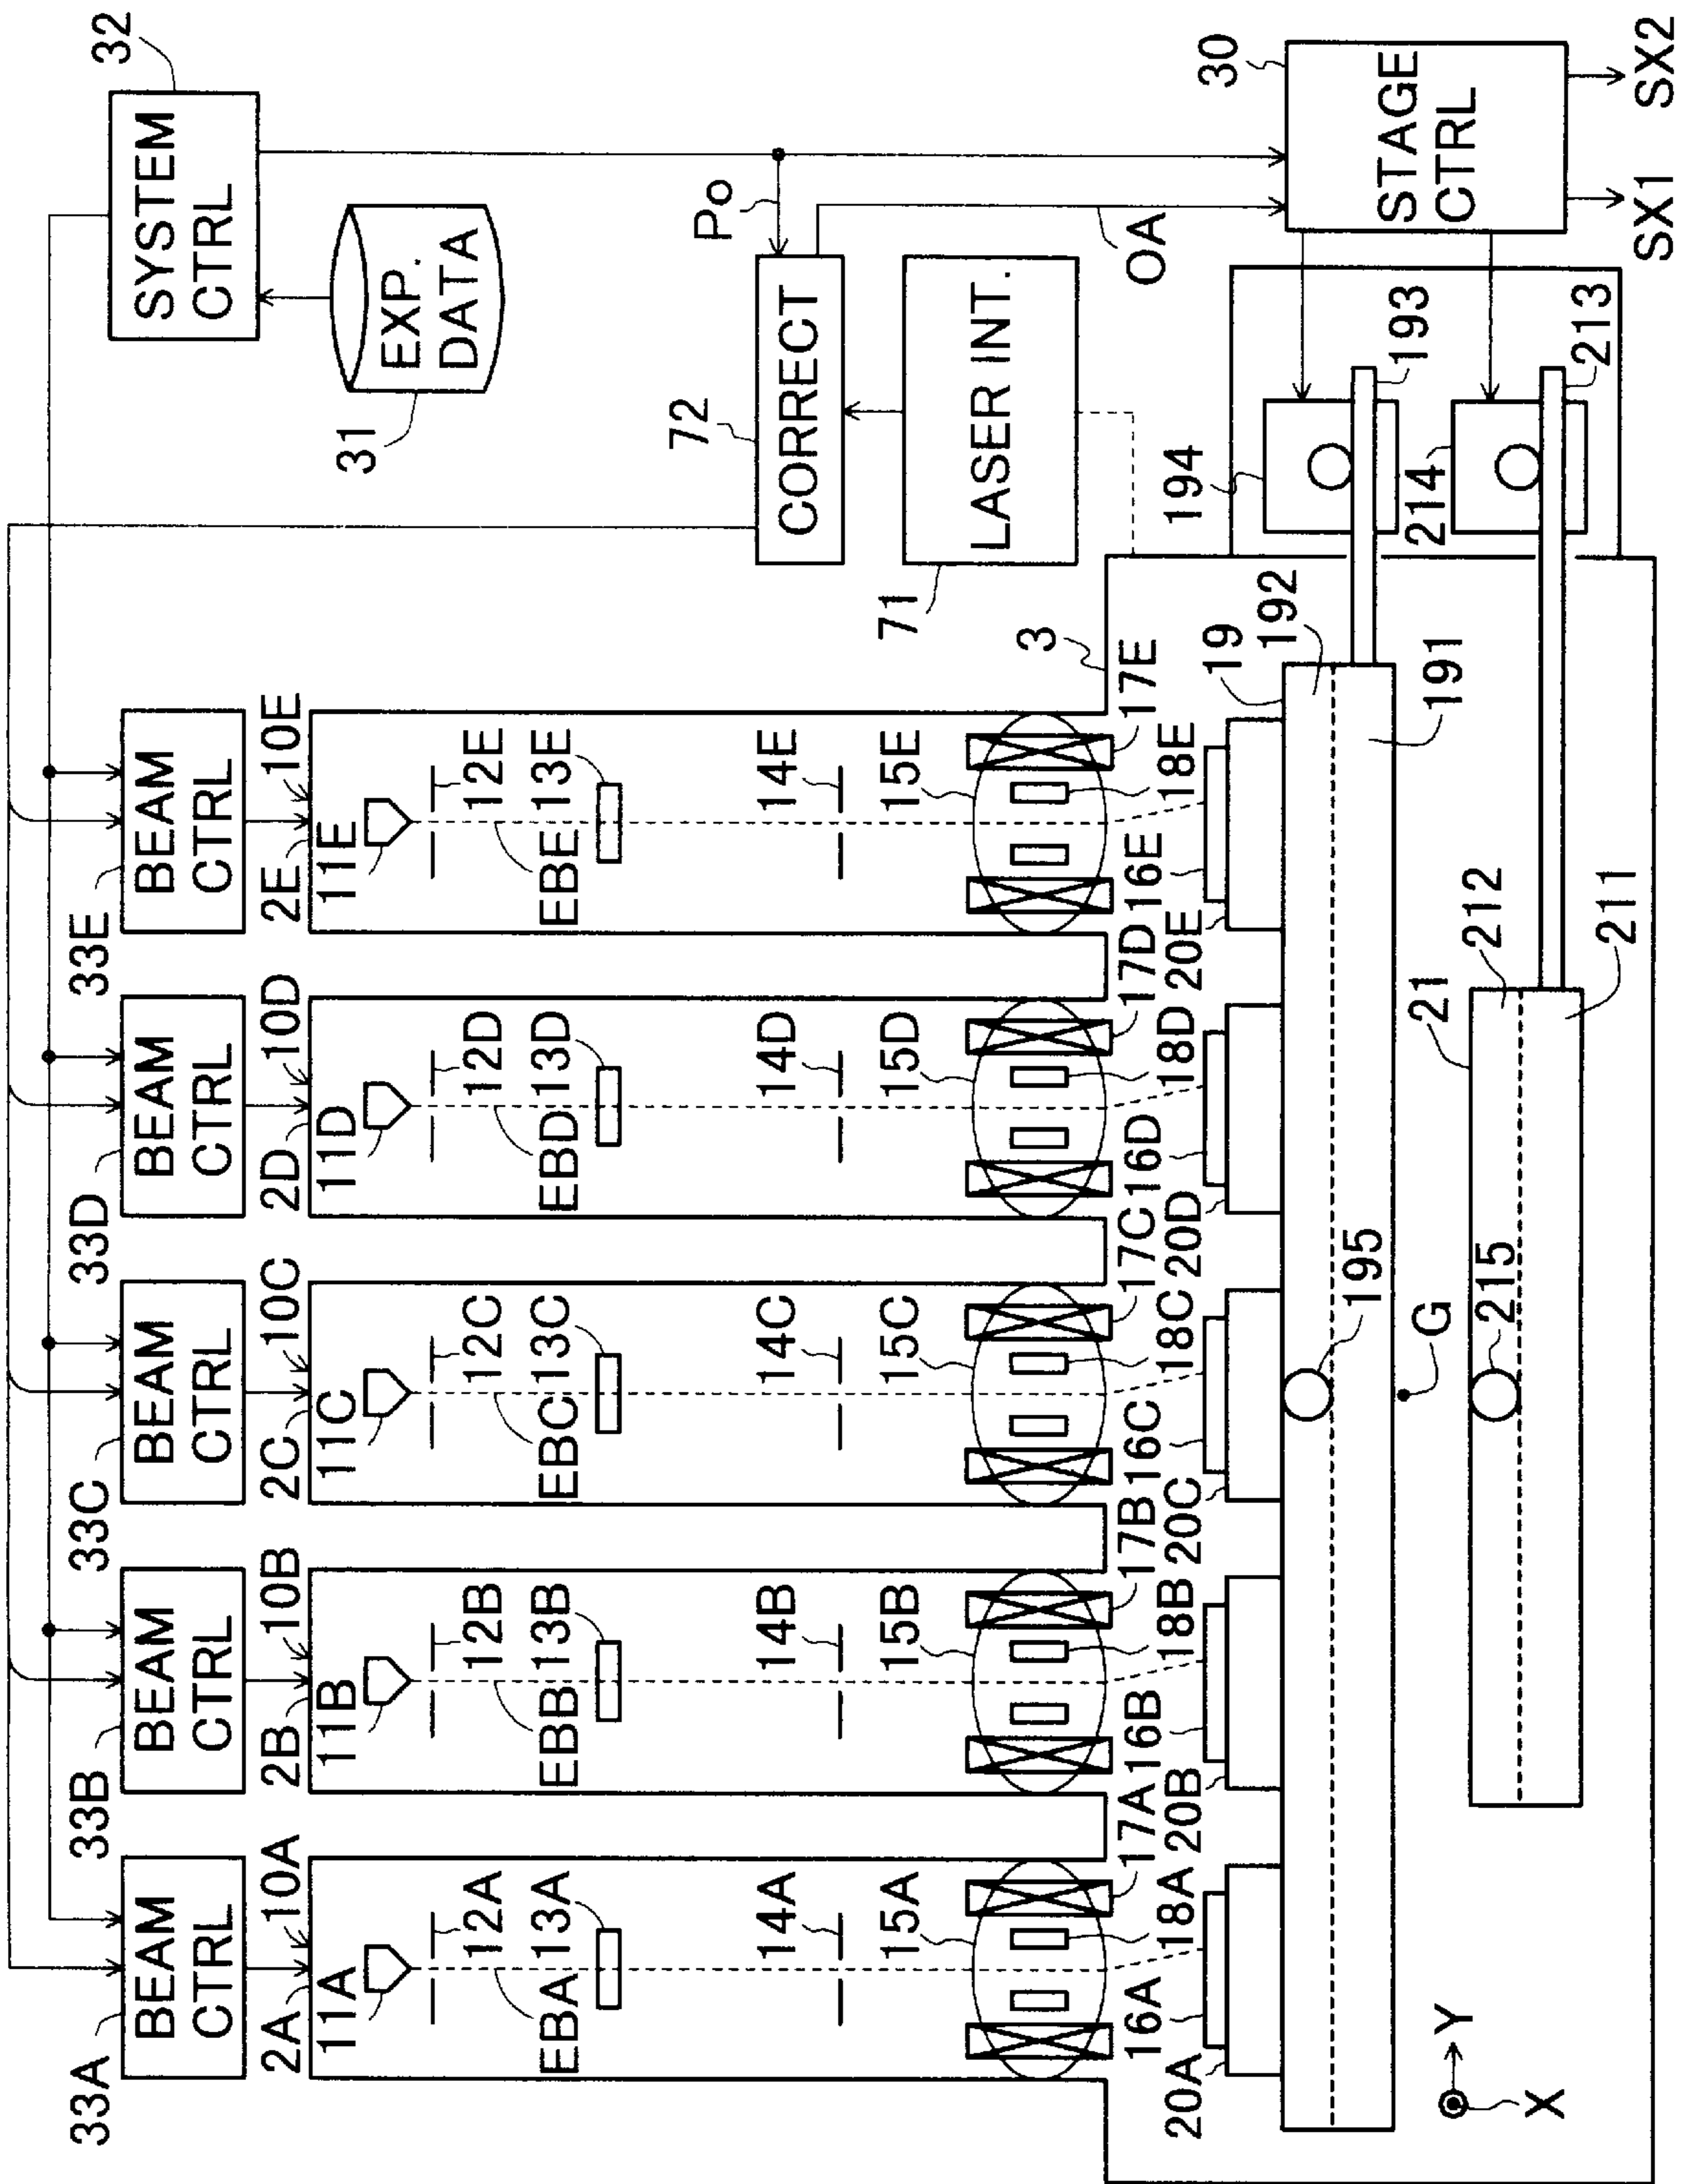 33A
33B
33C
33D
33E
32
BEAM
CTRL
BEAM
CTRL
BEAM
CTRL
BEAM
CTRL
BEAM
CTRL
SYSTEM
CTRL
2A
10A
2B
10B
2C
10C
2D
10D
2E
10E
11A
11B
11C
11D
11E
31
EXP.
DATA
12A
12B
12C
12D
12E
EBA
13A
EBB
13B
EBC
13C
EBD
13D
EBE
13E
72
Po
14A
14B
14C
14D
14E
CORRECT
15A
15B
15C
15D
15E
71
LASER INT.
3
OA
16A
17A
16B
17B
16C
17C
16D
17D
16E
17E
20A
18A
20B
18B
20C
18C
20D
18D
20E
18E
194
30
19
192
195
193
STAGE
CTRL
191
214
G
21
212
215
213
211
Y
X
SX1
SX2